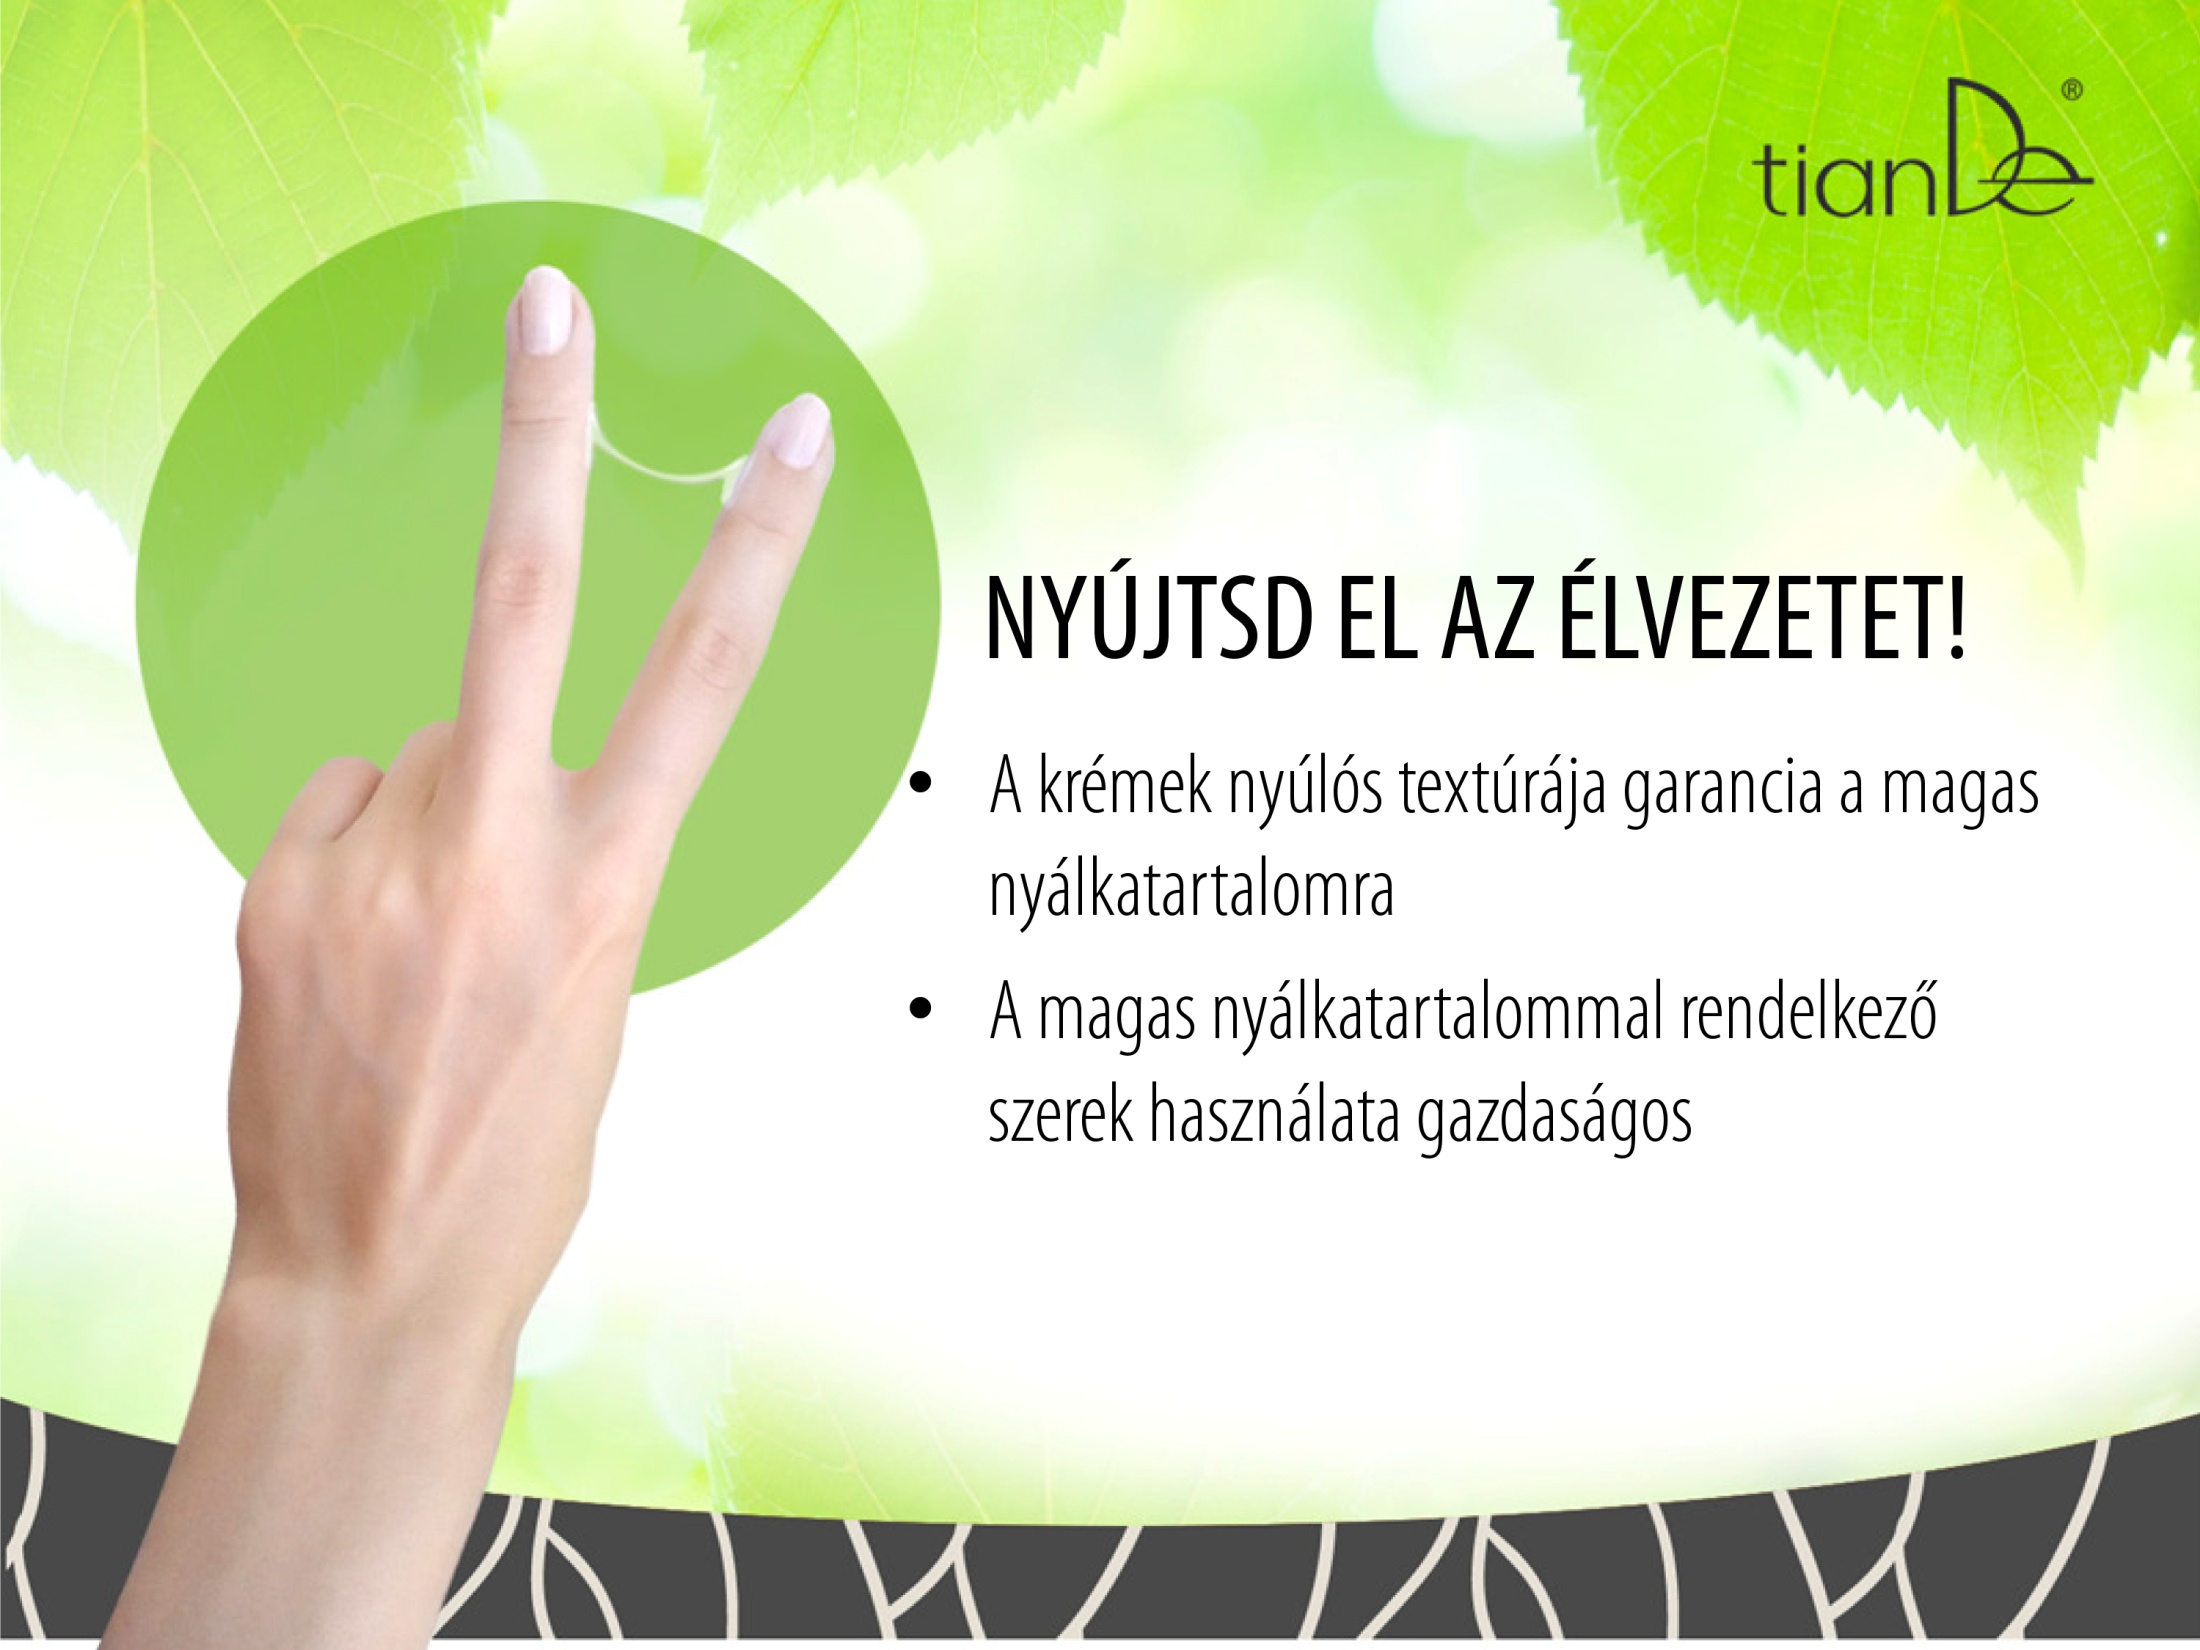 tianDe®
NYÚJTSD EL AZ ÉLVEZETET!
• A krémek nyúlós textúrája garancia a magas
nyálkatartalomra
• A magas nyálkatartalommal rendelkező
szerek használata gazdaságos